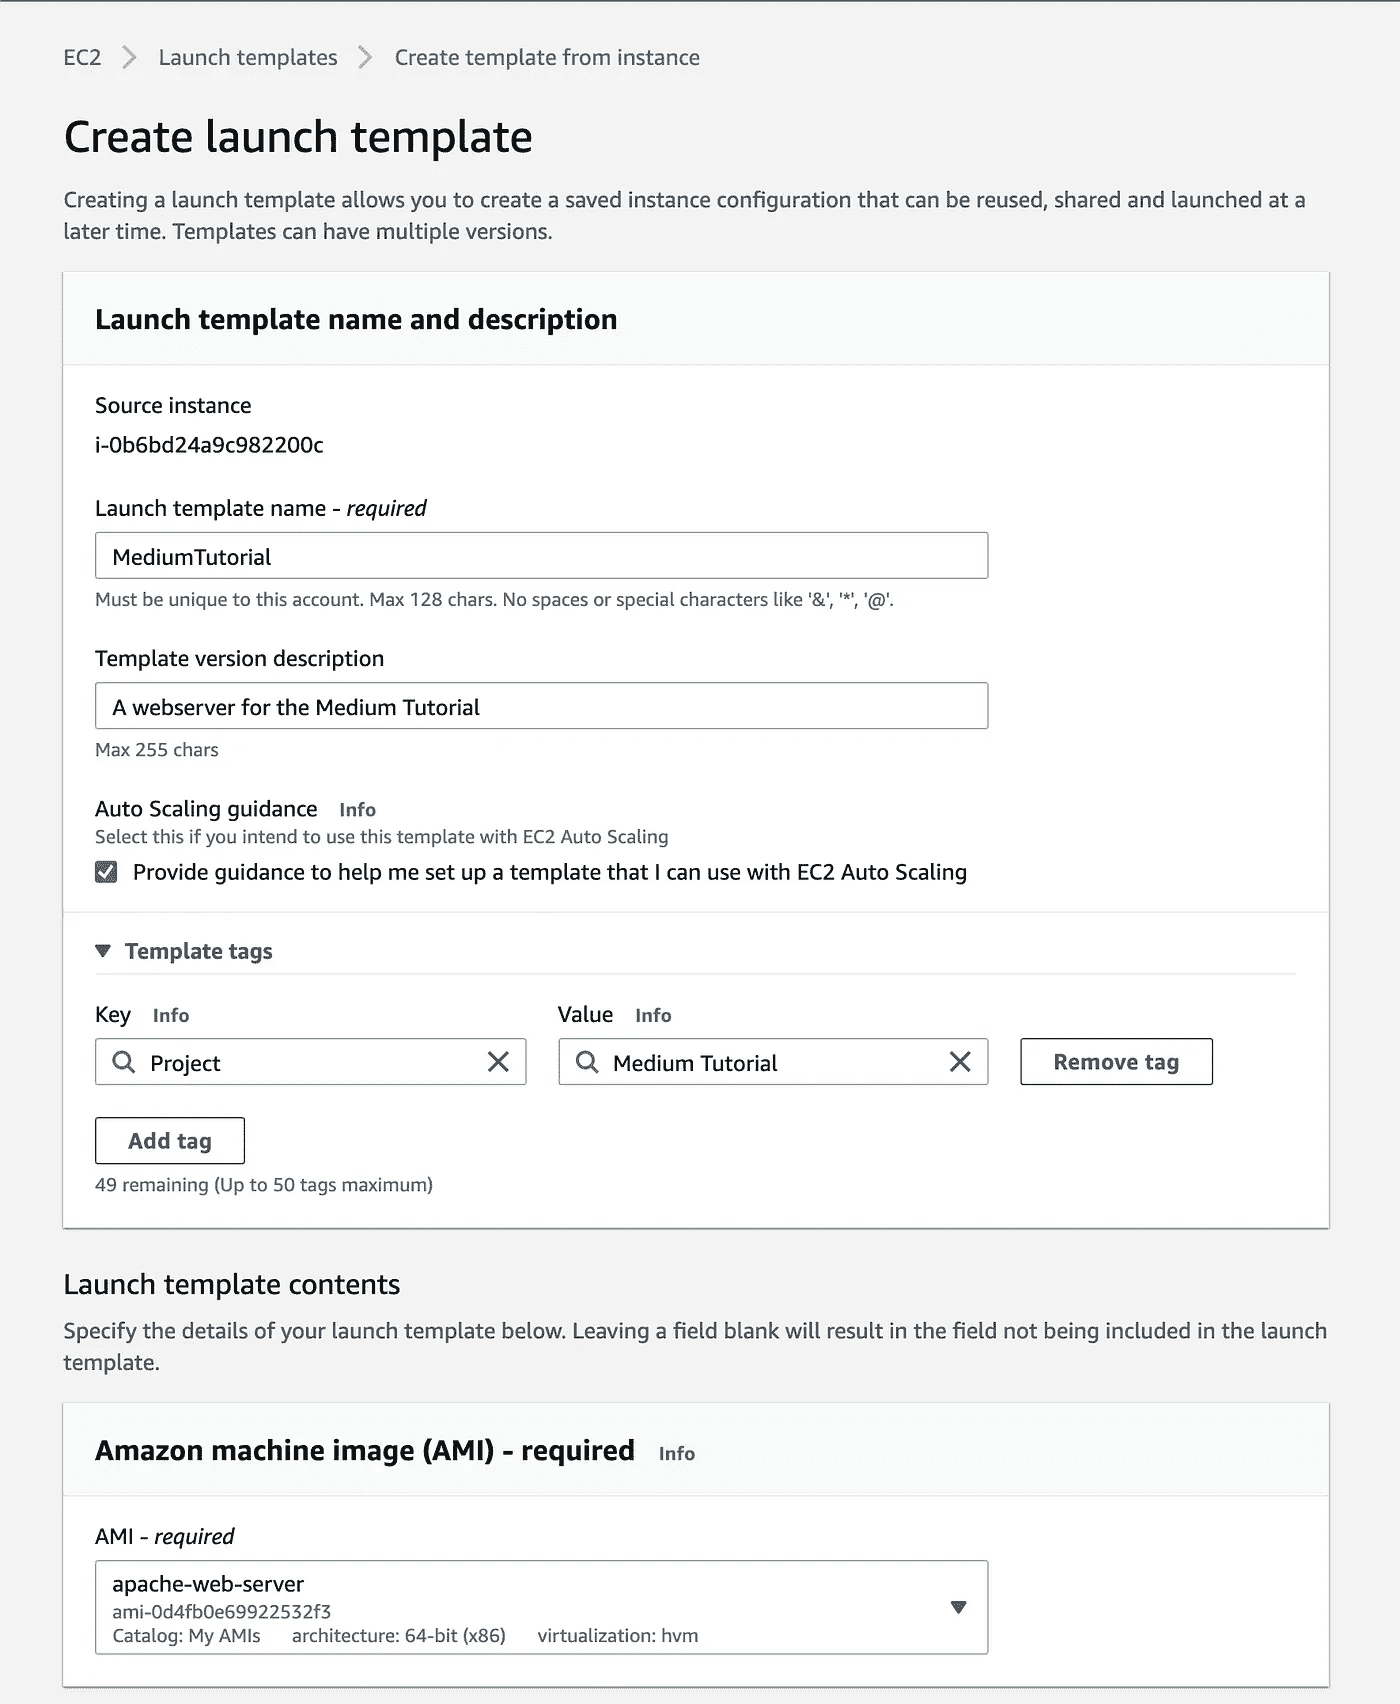 EC2 Launch templates Create template from instance
Create launch template
Creating a launch template allows you to create a saved instance configuration that can be reused, shared and launched at a
later time. Templates can have multiple versions.
Launch template name and description
Source instance
i-0b6bd24a9c982200c
Launch template name - required
MediumTutorial
Must be unique to this account. Max 128 chars. No spaces or special characters like '&', '*', '@'.
Template version description
A webserver for the Medium Tutorial
Max 255 chars
Auto Scaling guidance Info
Select this if you intend to use this template with EC2 Auto Scaling
Provide guidance to help me set up a template that I can use with EC2 Auto Scaling
Template tags
Key Info Value Info
Project Medium Tutorial Remove tag
Add tag
49 remaining (Up to 50 tags maximum)
Launch template contents
Specify the details of your launch template below. Leaving a field blank will result in the field not being included in the launch
template.
Amazon machine image (AMI) - required Info
AMI - required
apache-web-server
ami-0d4fb0e69922532f3
Catalog: My AMIs architecture: 64-bit (x86) virtualization: hvm